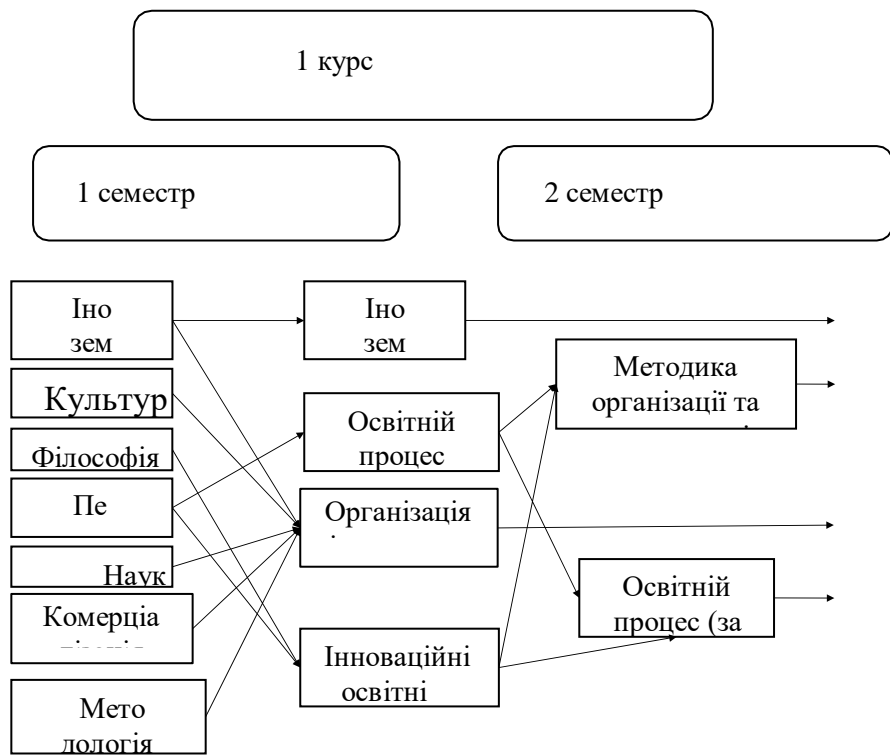 1 курс
1 семестр
2 семестр
Іно
зем
Іно
зем
Культур
Методика
організації та
Філософія
Освітній
процес
Пе
Організація
Наук
Освітній
процес (за
Комерціа
Інноваційні
освітні
Мето
дологія